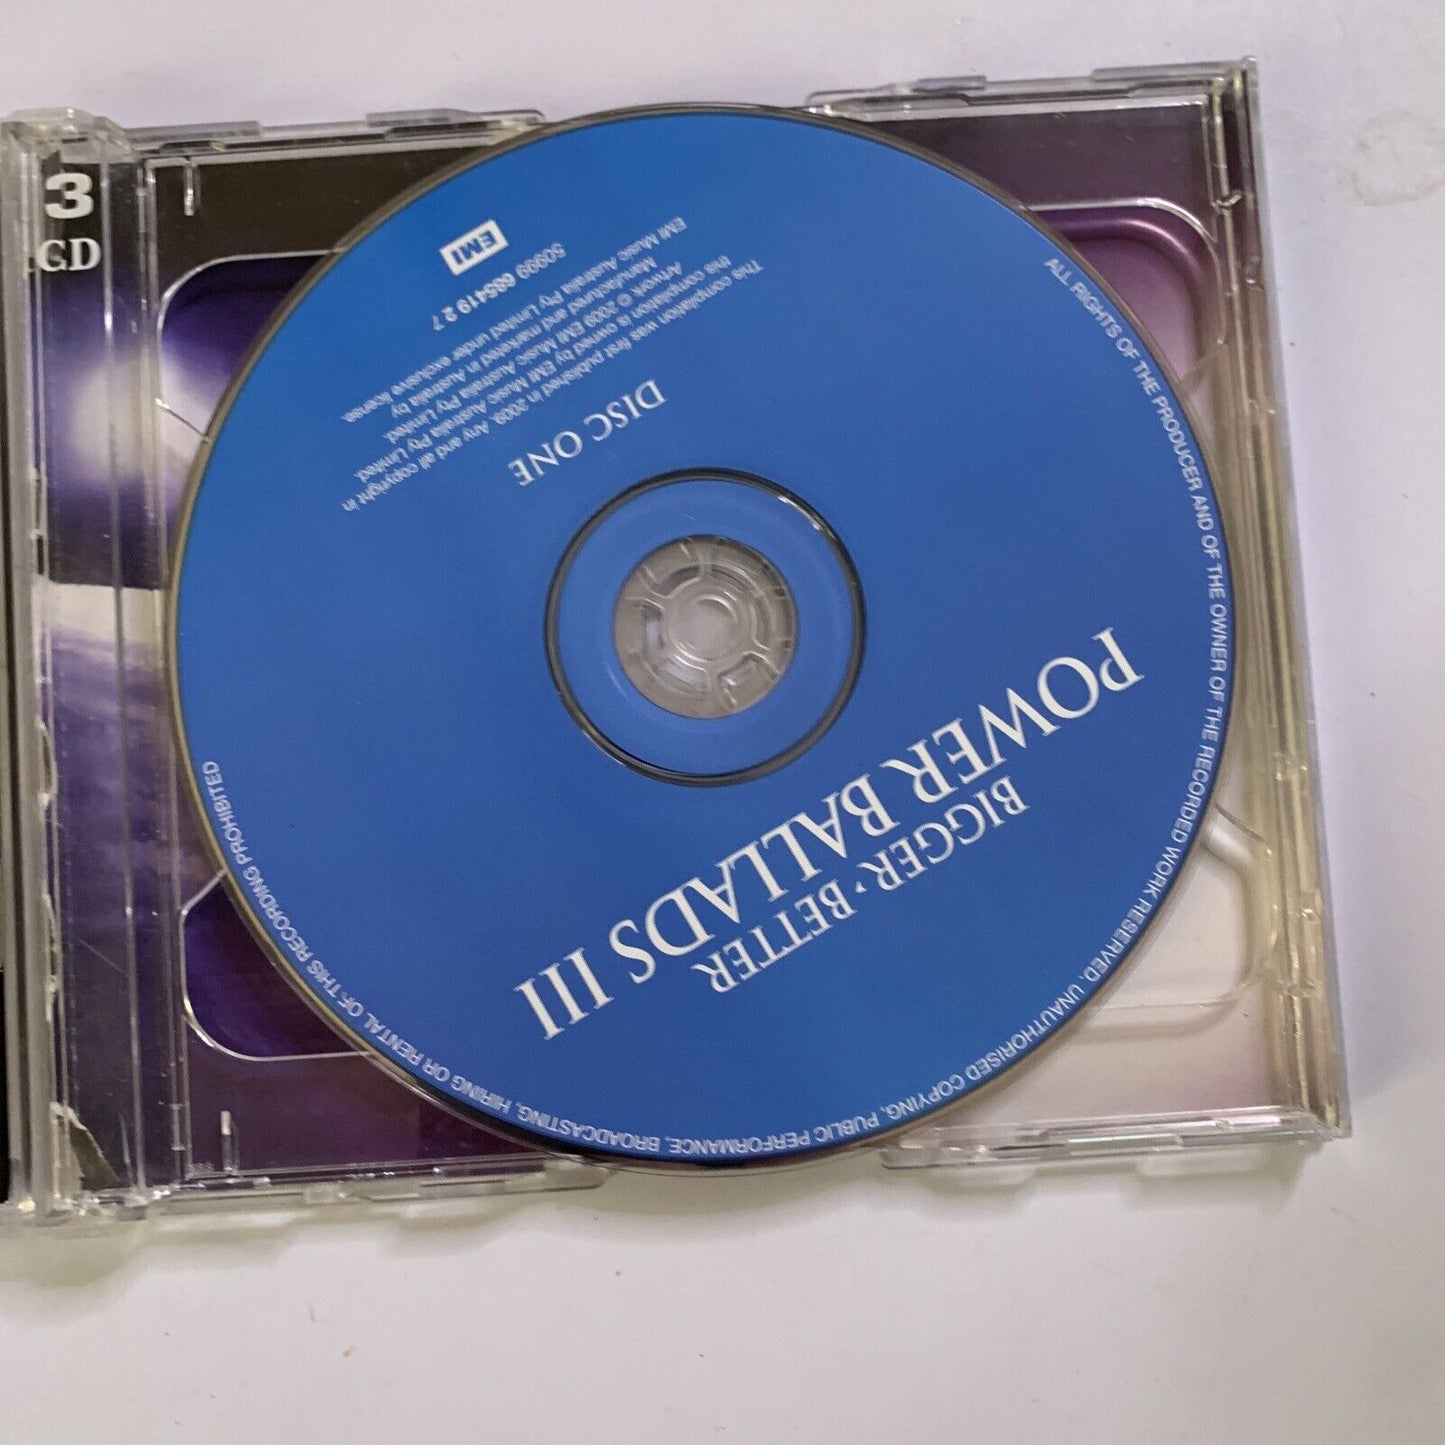 3
CD
BIGGER • BETTER
POWER BALLADS III
DISC ONE
This compilation was first published in 2009. Any and all copyright in
this compilation is owned by EMI Music Australia Pty Limited.
Artwork © 2009 EMI Music Australia Pty Limited.
Manufactured and marketed in Australia by
EMI Music Australia Pty Limited under exclusive license.
50999 685419 2 7
EMI
ALL RIGHTS OF THE PRODUCER AND OF THE OWNER OF THE RECORDED WORK RESERVED. UNAUTHORISED COPYING, PUBLIC PERFORMANCE, BROADCASTING, HIRING OR RENTAL OF THIS RECORDING PROHIBITED